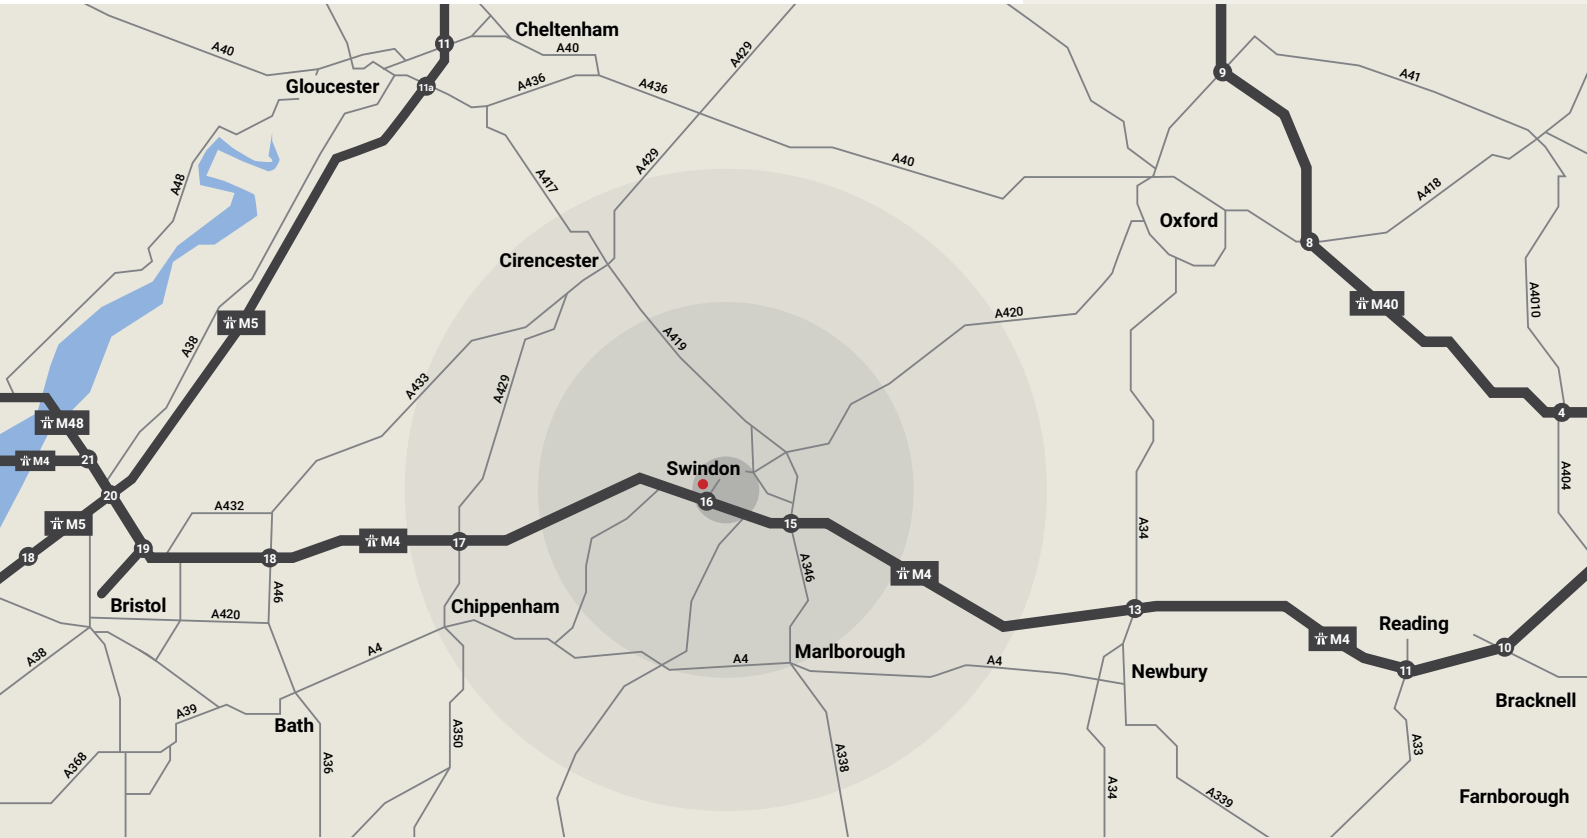 Cheltenham
11
A40
A40
A429
9
A41
Gloucester
11a
A436
A436
A429
A40
A48
A417
A418
Oxford
8
Cirencester
M40
A4010
M5
A420
A38
A419
A433
A429
M48
4
M4
21
Swindon
A404
20
16
A432
M5
15
A34
19
M4
17
18
18
A346
M4
A46
Bristol
Chippenham
13
A420
Reading
M4
A4
10
A38
A4
Marlborough
A4
11
Newbury
Bracknell
A39
Bath
A350
A33
A368
A36
A338
A34
A339
Farnborough